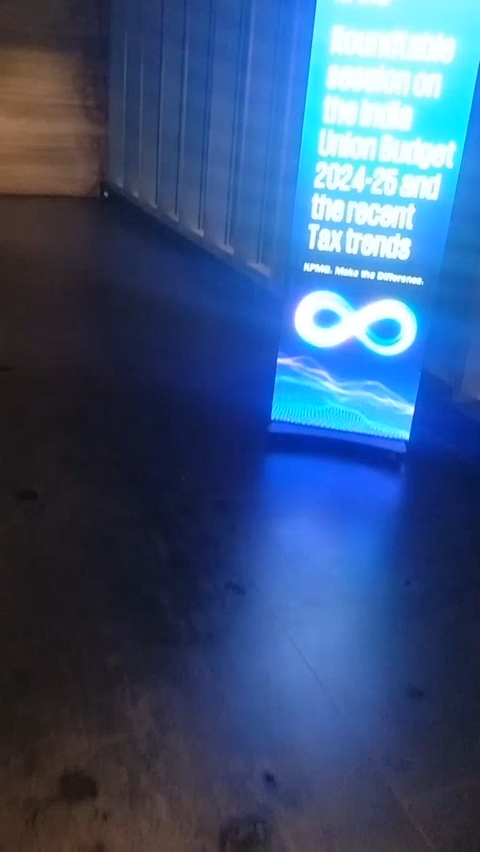 Roundtable
session on
the India
Union Budget
2024-25 and
the recent
Tax trends
KPMG. Make the Difference.